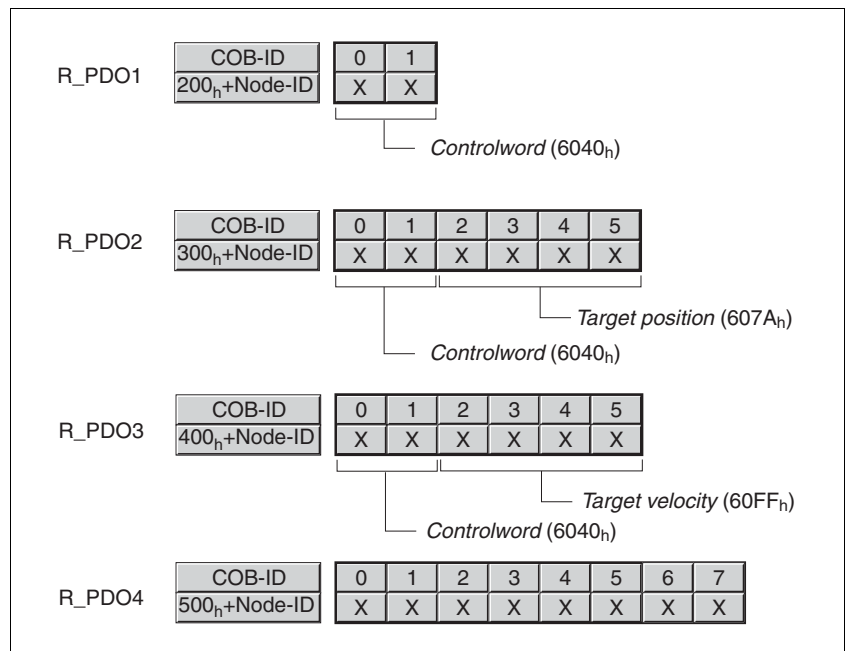 R_PDO1 COB-ID 0 1
200h+Node-ID X X
Controlword (6040h)
R_PDO2 COB-ID 0 1 2 3 4 5
300h+Node-ID X X X X X X
Target position (607Ah)
Controlword (6040h)
R_PDO3 COB-ID 0 1 2 3 4 5
400h+Node-ID X X X X X X
Target velocity (60FFh)
Controlword (6040h)
R_PDO4 COB-ID 0 1 2 3 4 5 6 7
500h+Node-ID X X X X X X X X